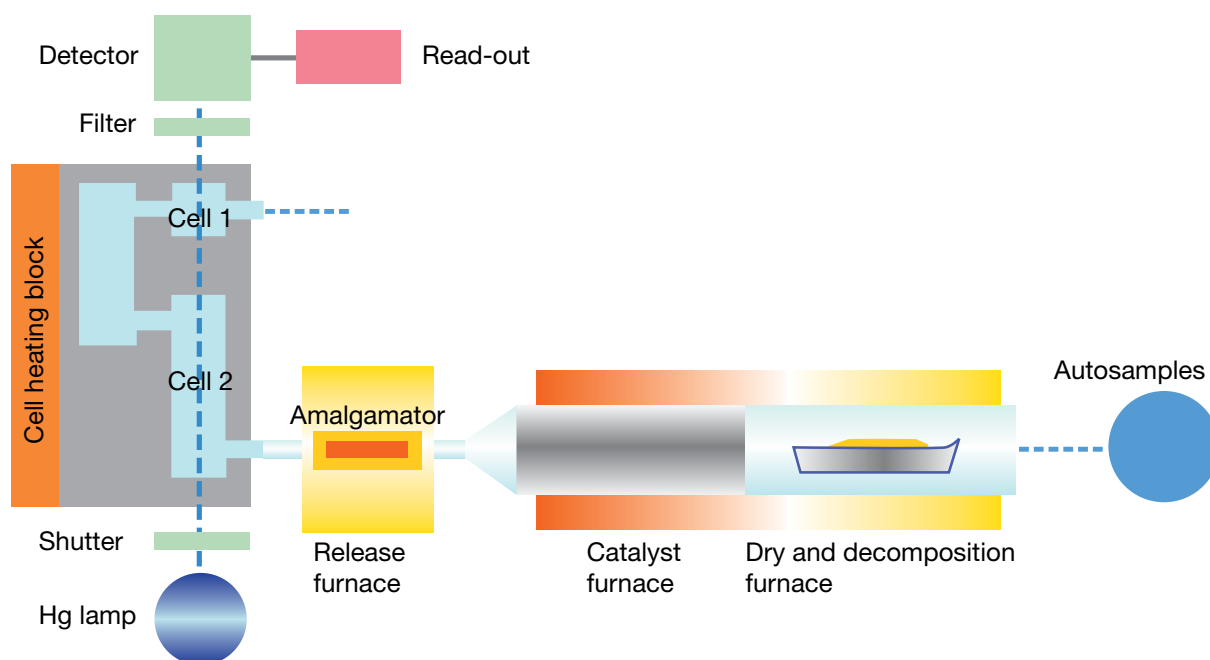 Detector
Read-out
Filter
Cell 1
Cell heating block
Cell 2
Autosamples
Amalgamator
Shutter
Release
furnace
Catalyst
furnace
Dry and decomposition
furnace
Hg lamp